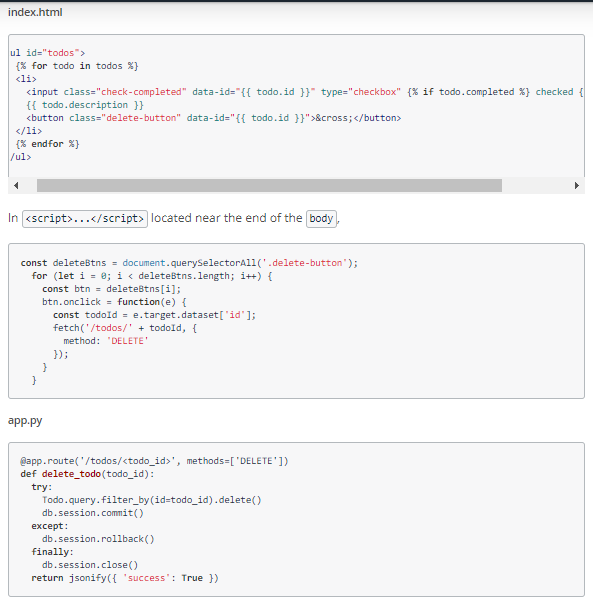 index.html
ul id="todos">
{% for todo in todos %}
<li>
<input class="check-completed" data-id="{{ todo.id }}" type="checkbox" {% if todo.completed %} checked {
{{ todo.description }}
<button class="delete-button" data-id="{{ todo.id }}">&cross;</button>
</li>
{% endfor %}
/ul>
In <script>...</script> located near the end of the body,
const deleteBtns = document.querySelectorAll('.delete-button');
for (let i = 0; i < deleteBtns.length; i++) {
const btn = deleteBtns[i];
btn.onclick = function(e) {
const todoId = e.target.dataset['id'];
fetch('/todos/' + todoId, {
method: 'DELETE'
});
}
}
app.py
@app.route('/todos/<todo_id>', methods=['DELETE'])
def delete_todo(todo_id):
try:
Todo.query.filter_by(id=todo_id).delete()
db.session.commit()
except:
db.session.rollback()
finally:
db.session.close()
return jsonify({ 'success': True })